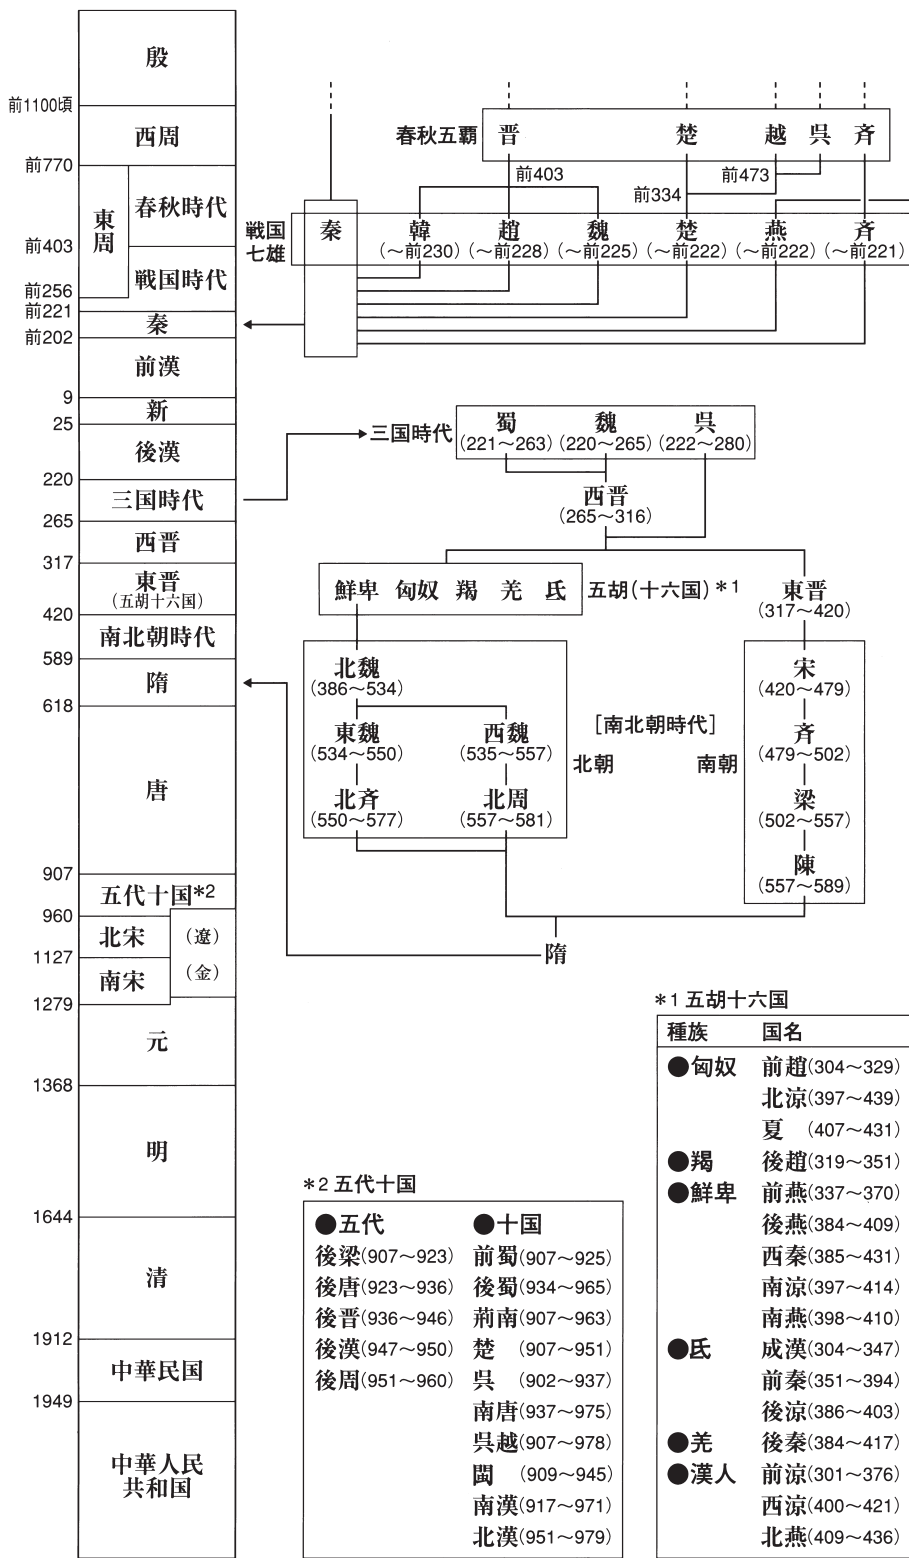 殷
前1100頃
西周
前770
東周
春秋時代
前403
戦国時代
前256
前221
秦
前202
前漢
9
新
25
後漢
220
三国時代
265
西晋
317
東晋
(五胡十六国)
420
南北朝時代
589
隋
618
唐
907
五代十国*2
960
北宋 (遼)
1127
南宋 (金)
1279
元
1368
明
1644
清
1912
中華民国
1949
中華人民
共和国
春秋五覇 晋 楚 越 呉 斉
前403
前334
前473
戦国
七雄
秦 韓 趙 魏 楚 燕 斉
(〜前230) (〜前228) (〜前225) (〜前222) (〜前222) (〜前221)
三国時代 蜀 魏 呉
(221〜263) (220〜265) (222〜280)
西晋
(265〜316)
鮮卑 匈奴 羯 羌 氐 五胡(十六国)*1
東晋
(317〜420)
北魏
(386〜534)
東魏 西魏
(534〜550) (535〜557)
北斉 北周
(550〜577) (557〜581)
[南北朝時代]
北朝 南朝
宋
(420〜479)
斉
(479〜502)
梁
(502〜557)
陳
(557〜589)
隋
*1 五胡十六国
種族 国名
●匈奴 前趙(304〜329)
北涼(397〜439)
夏 (407〜431)
●羯 後趙(319〜351)
●鮮卑 前燕(337〜370)
後燕(384〜409)
西秦(385〜431)
南涼(397〜414)
南燕(398〜410)
●氐 成漢(304〜347)
前秦(351〜394)
後涼(386〜403)
●羌 後秦(384〜417)
●漢人 前涼(301〜376)
西涼(400〜421)
北燕(409〜436)
*2 五代十国
●五代 ●十国
後梁(907〜923) 前蜀(907〜925)
後唐(923〜936) 後蜀(934〜965)
後晋(936〜946) 荊南(907〜963)
後漢(947〜950) 楚 (907〜951)
後周(951〜960) 呉 (902〜937)
南唐(937〜975)
呉越(907〜978)
閩 (909〜945)
南漢(917〜971)
北漢(951〜979)